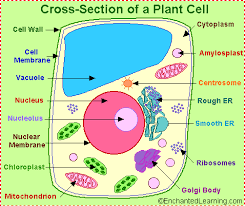 Cross-Section of a Plant Cell
Cell Wall
Cell
Membrane
Vacuole
Nucleus
Nucleolus
Nuclear
Membrane
Chloroplast
Mitochondrion
Cytoplasm
Amyloplast
Centrosome
Rough ER
Smooth ER
Ribosomes
Golgi Body
©EnchantedLearning.com